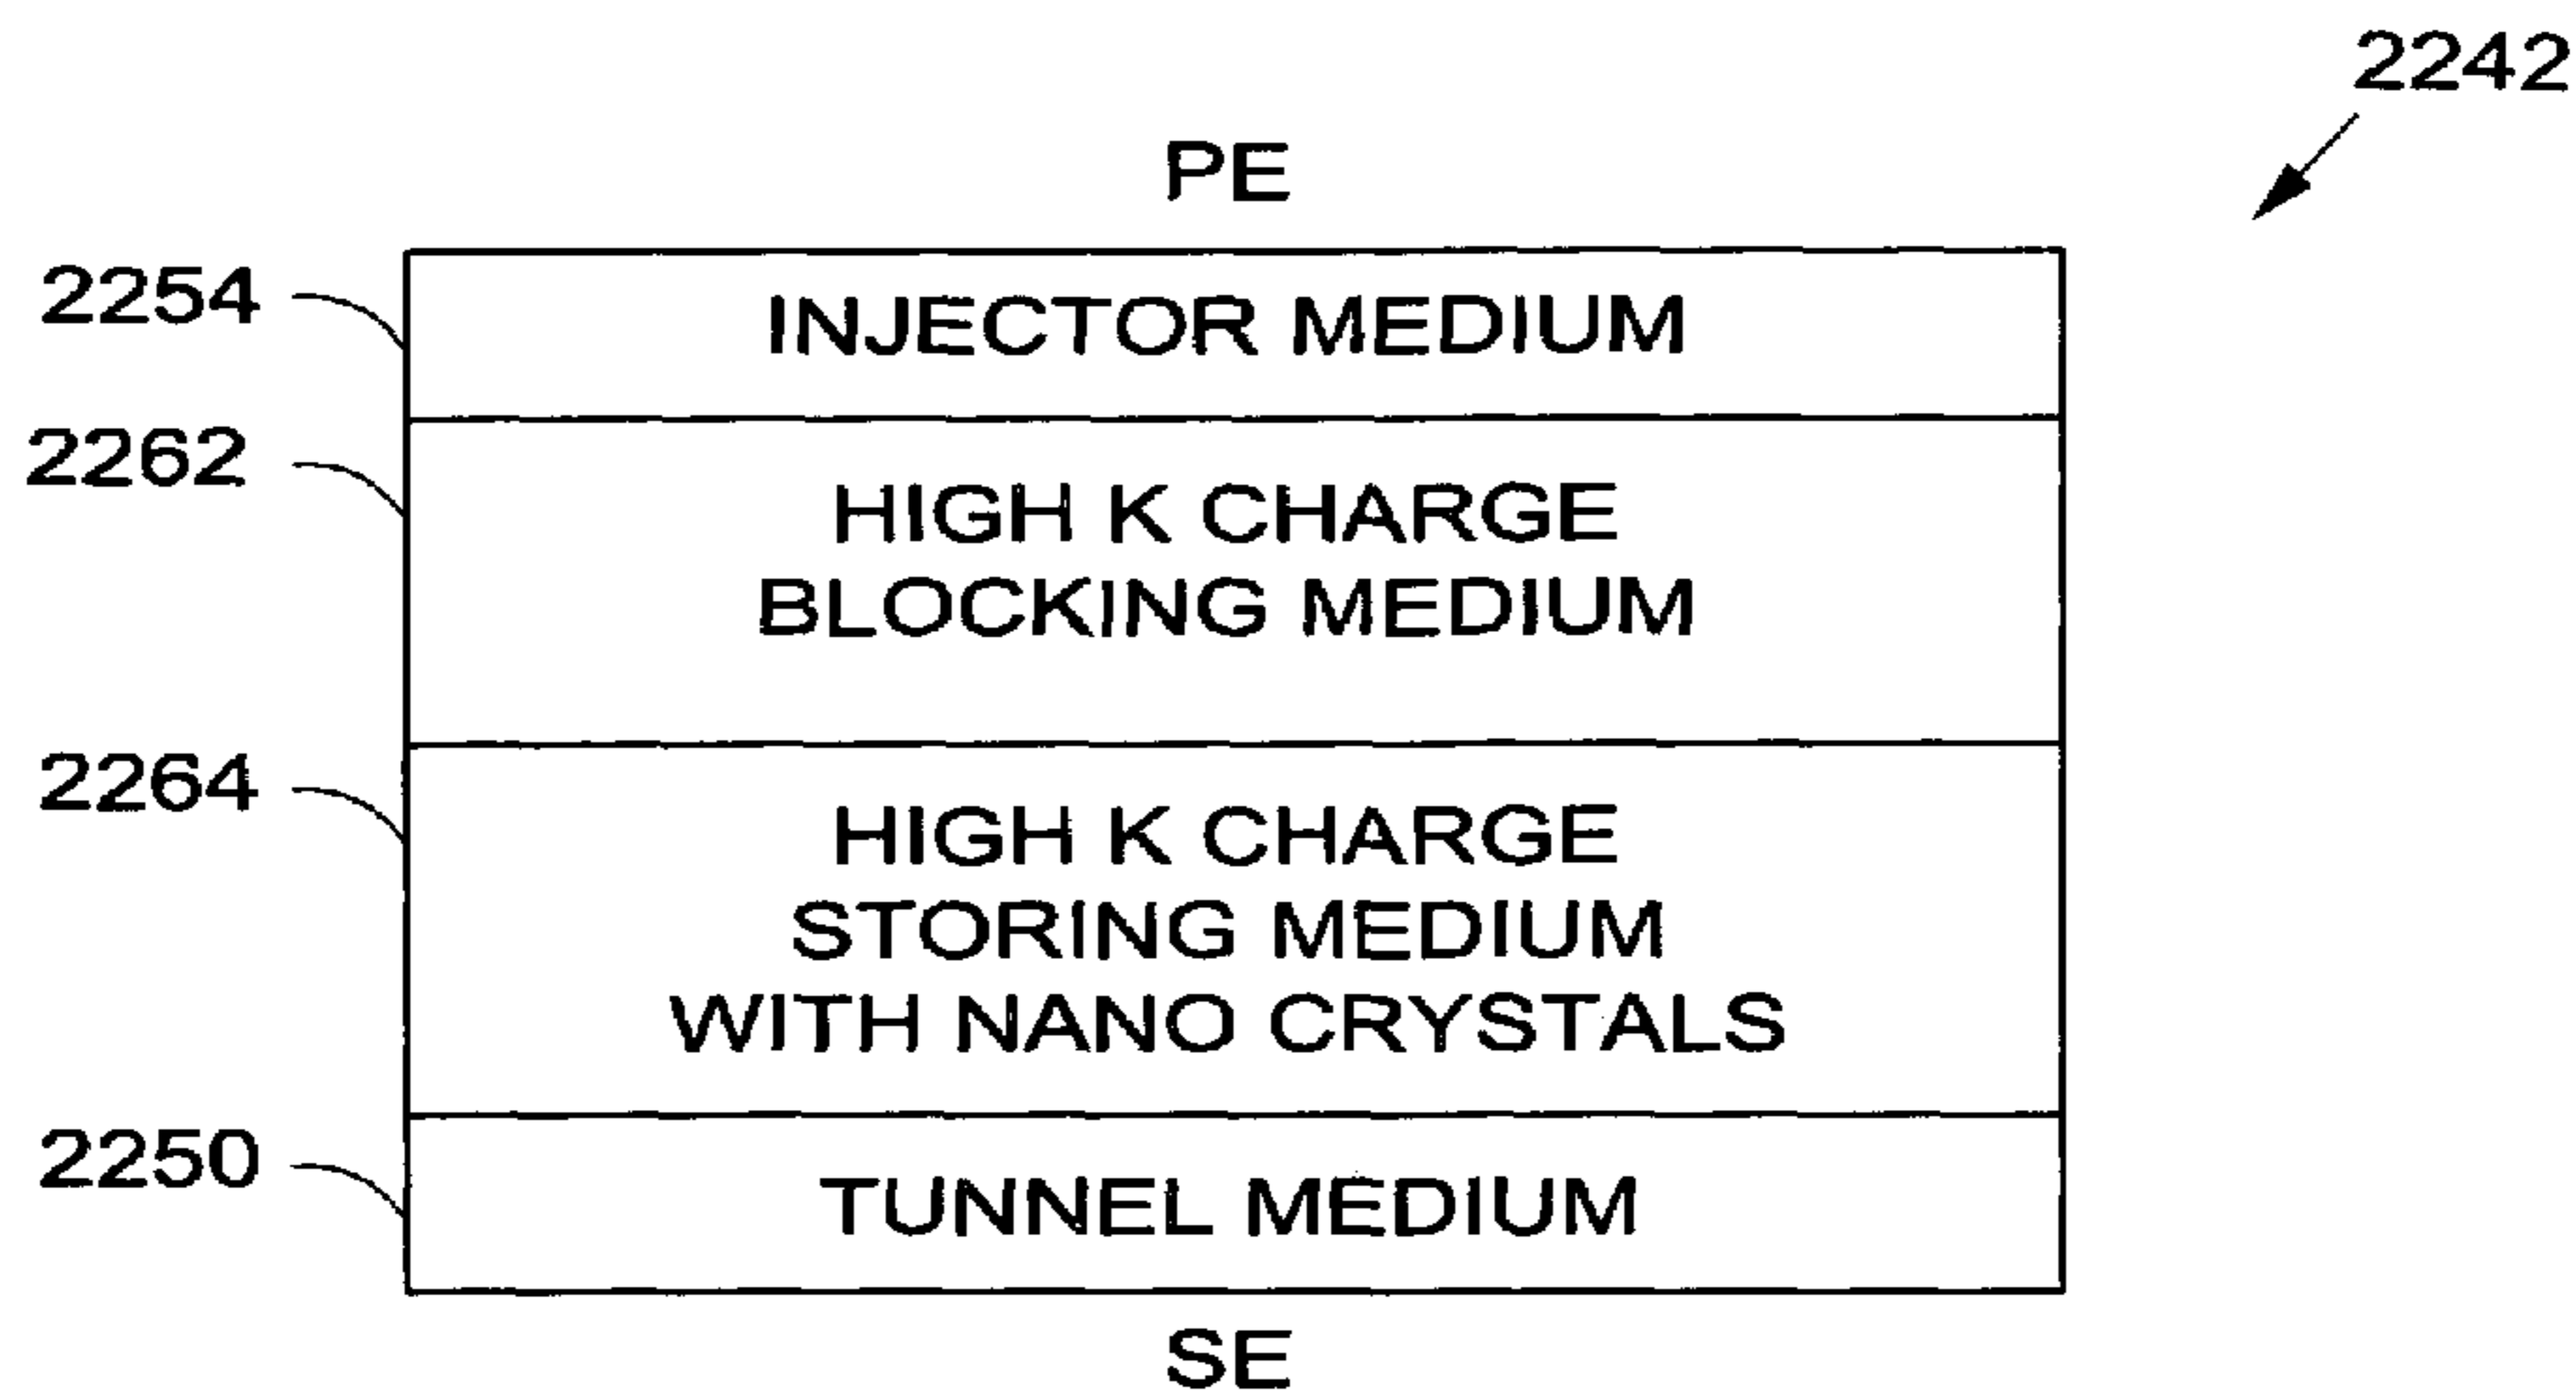 2242
PE
2254
INJECTOR MEDIUM
2262
HIGH K CHARGE
BLOCKING MEDIUM
2264
HIGH K CHARGE
STORING MEDIUM
WITH NANO CRYSTALS
2250
TUNNEL MEDIUM
SE